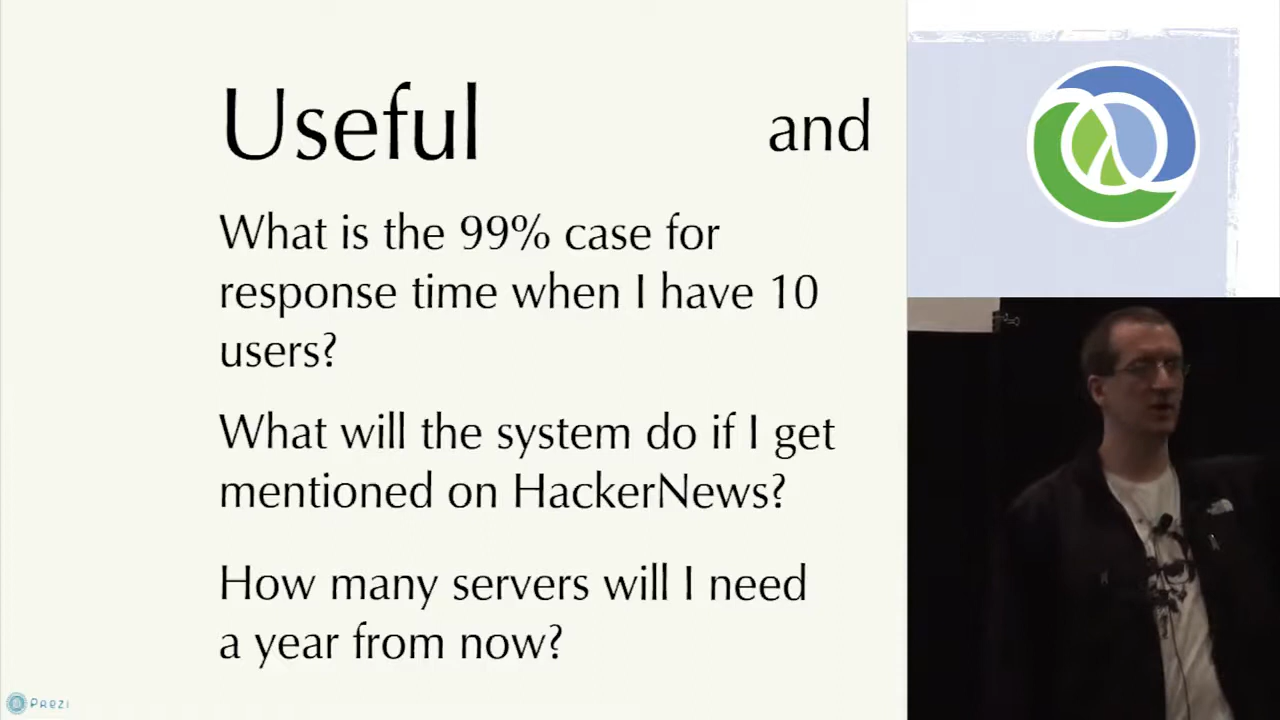 Useful and
What is the 99% case for
response time when I have 10
users?
What will the system do if I get
mentioned on HackerNews?
How many servers will I need
a year from now?
Prezi